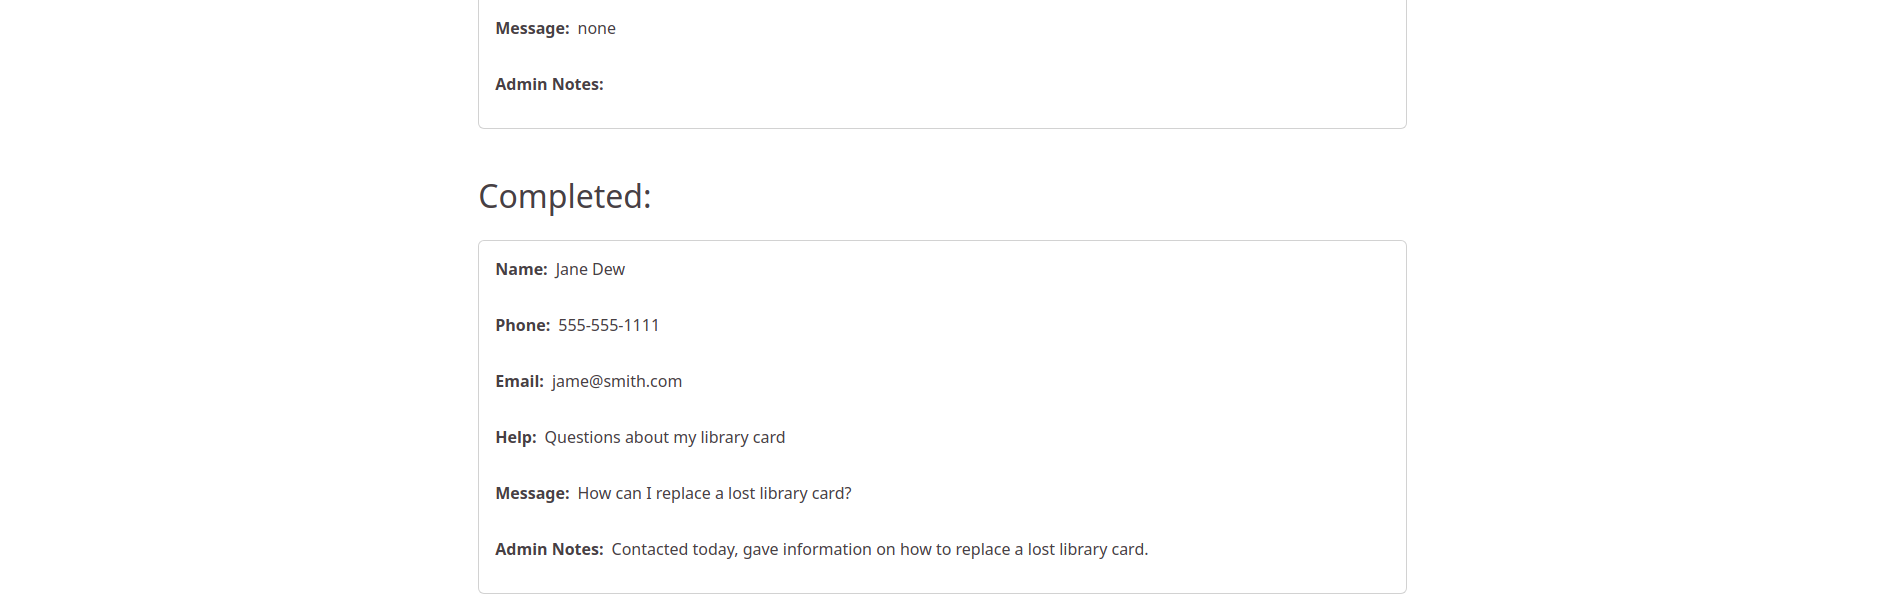 Message: none
Admin Notes:
Completed:
Name: Jane Dew
Phone: 555-555-1111
Email: jame@smith.com
Help: Questions about my library card
Message: How can I replace a lost library card?
Admin Notes: Contacted today, gave information on how to replace a lost library card.